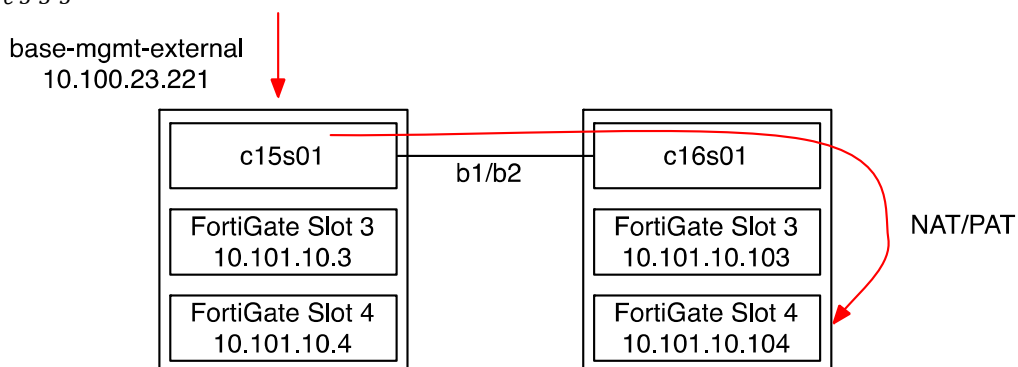 base-mgmt-external
10.100.23.221
c15s01
c16s01
b1/b2
FortiGate Slot 3
10.101.10.3
FortiGate Slot 3
10.101.10.103
NAT/PAT
FortiGate Slot 4
10.101.10.4
FortiGate Slot 4
10.101.10.104